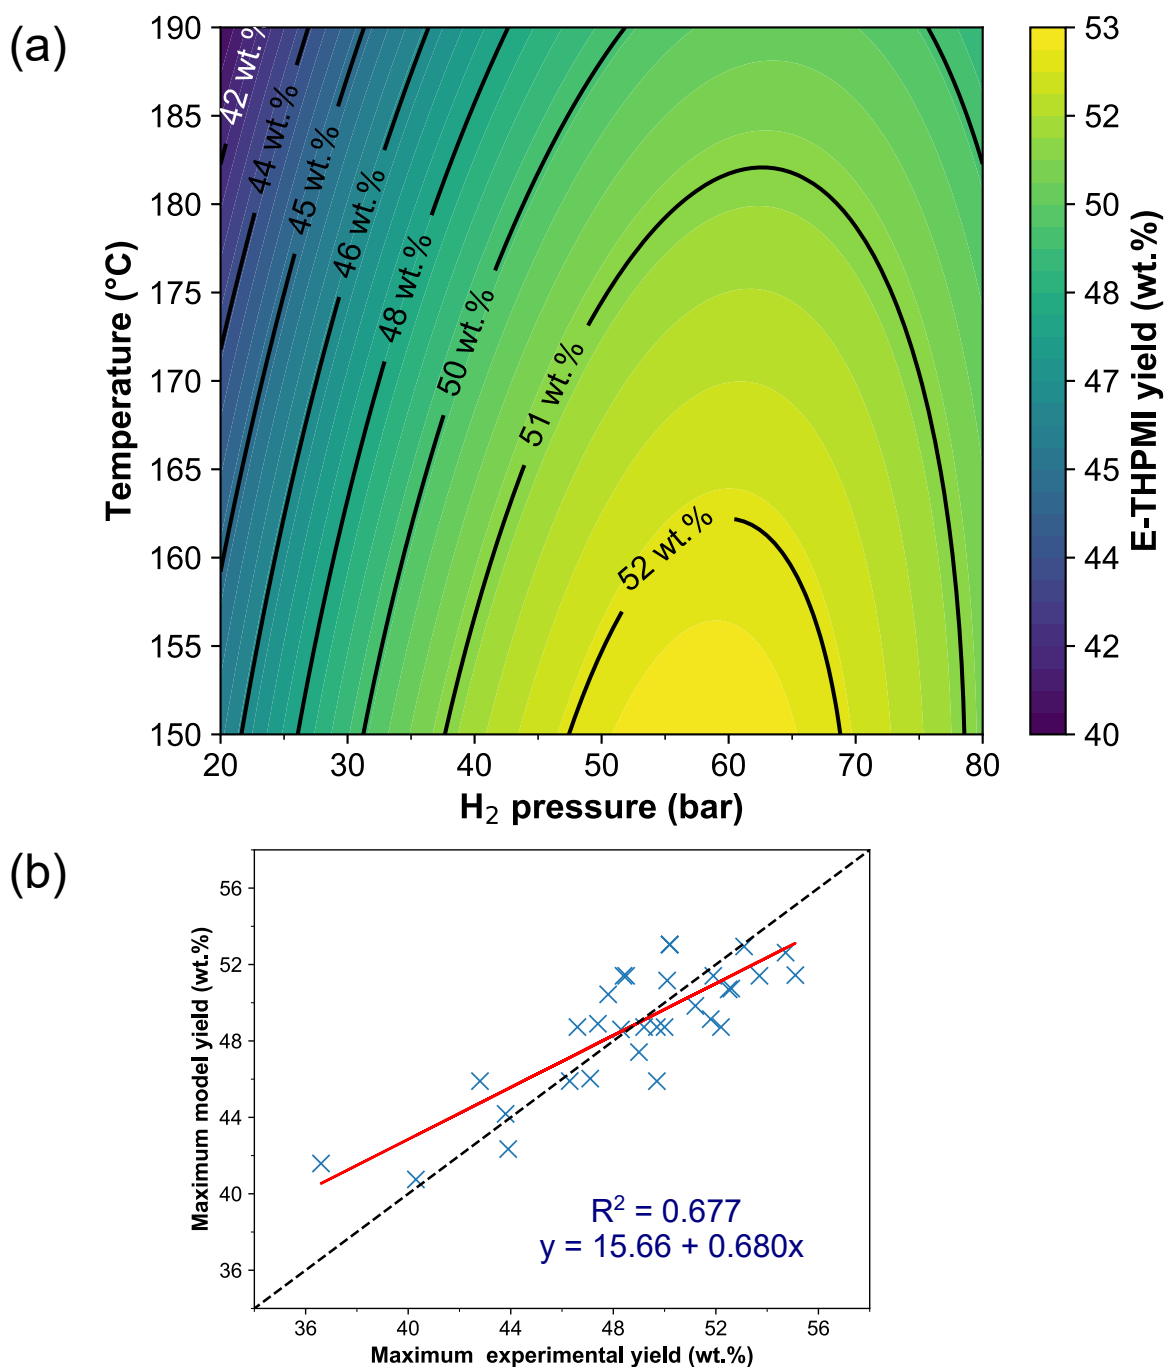 (a)
190
185
180
175
170
165
160
155
150
20
30
40
50
60
70
80
Temperature (°C)
H₂ pressure (bar)
42 wt.%
44 wt.%
45 wt.%
46 wt.%
48 wt.%
50 wt.%
51 wt.%
52 wt.%
53
52
50
48
47
45
44
42
40
E-THPMI yield (wt.%)
(b)
56
52
48
44
40
36
36
40
44
48
52
56
Maximum model yield (wt.%)
Maximum experimental yield (wt.%)
R² = 0.677
y = 15.66 + 0.680x